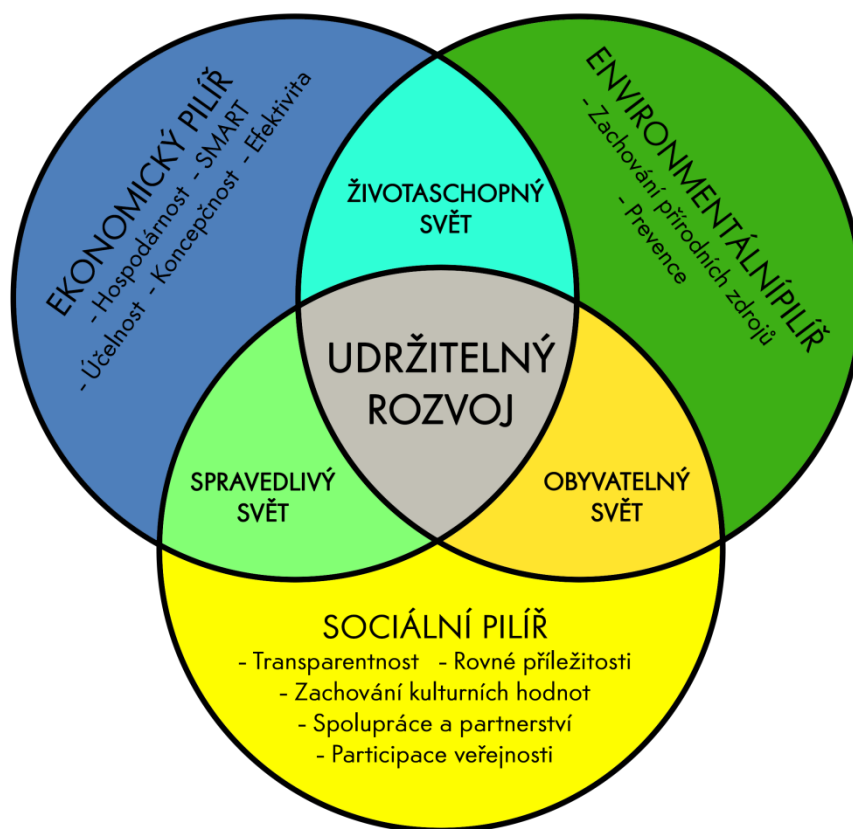 EKONOMICKÝ PILÍŘ
- Hospodárnost - SMART
- Účelnost - Koncepčnost - Efektivita
ENVIRONMENTÁLNÍPILÍŘ
- Zachování přírodních zdrojů
- Prevence
ŽIVOTASCHOPNÝ
SVĚT
UDRŽITELNÝ
ROZVOJ
SPRAVEDLIVÝ
SVĚT
OBYVATELNÝ
SVĚT
SOCIÁLNÍ PILÍŘ
- Transparentnost - Rovné příležitosti
- Zachování kulturních hodnot
- Spolupráce a partnerství
- Participace veřejnosti